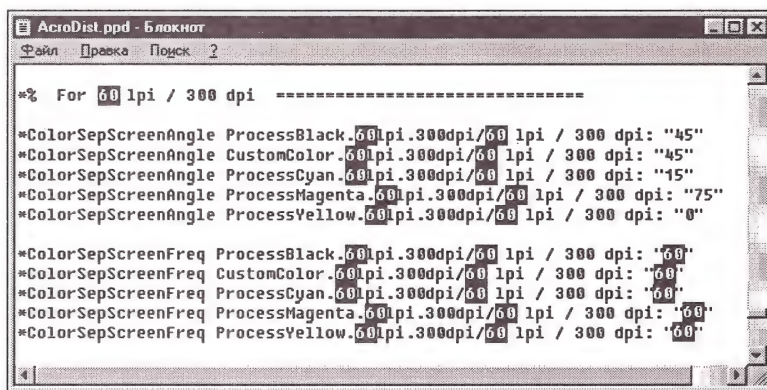 AcroDist.ppd - Блокнот
Файл Правка Поиск ?
*% For 60 lpi / 300 dpi ===============================
*ColorSepScreenAngle ProcessBlack.60lpi.300dpi/60 lpi / 300 dpi: "45"
*ColorSepScreenAngle CustomColor.60lpi.300dpi/60 lpi / 300 dpi: "45"
*ColorSepScreenAngle ProcessCyan.60lpi.300dpi/60 lpi / 300 dpi: "15"
*ColorSepScreenAngle ProcessMagenta.60lpi.300dpi/60 lpi / 300 dpi: "75"
*ColorSepScreenAngle ProcessYellow.60lpi.300dpi/60 lpi / 300 dpi: "0"
*ColorSepScreenFreq ProcessBlack.60lpi.300dpi/60 lpi / 300 dpi: "60"
*ColorSepScreenFreq CustomColor.60lpi.300dpi/60 lpi / 300 dpi: "60"
*ColorSepScreenFreq ProcessCyan.60lpi.300dpi/60 lpi / 300 dpi: "60"
*ColorSepScreenFreq ProcessMagenta.60lpi.300dpi/60 lpi / 300 dpi: "60"
*ColorSepScreenFreq ProcessYellow.60lpi.300dpi/60 lpi / 300 dpi: "60"